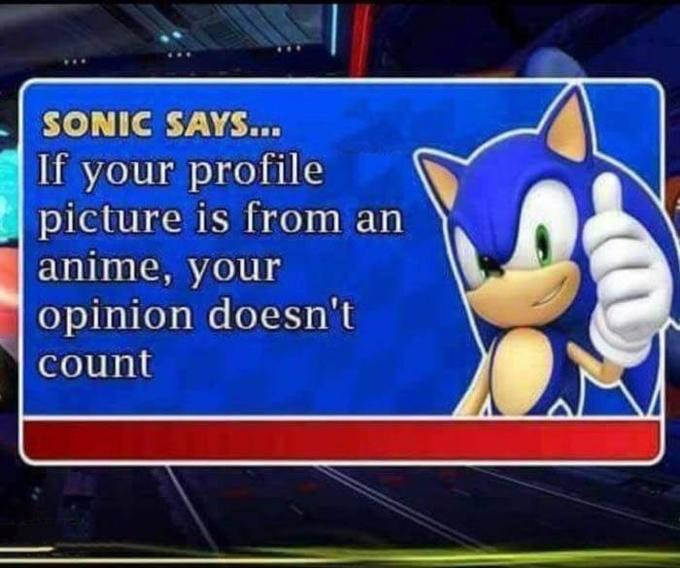 SONIC SAYS...
If your profile
picture is from an
anime, your
opinion doesn't
count